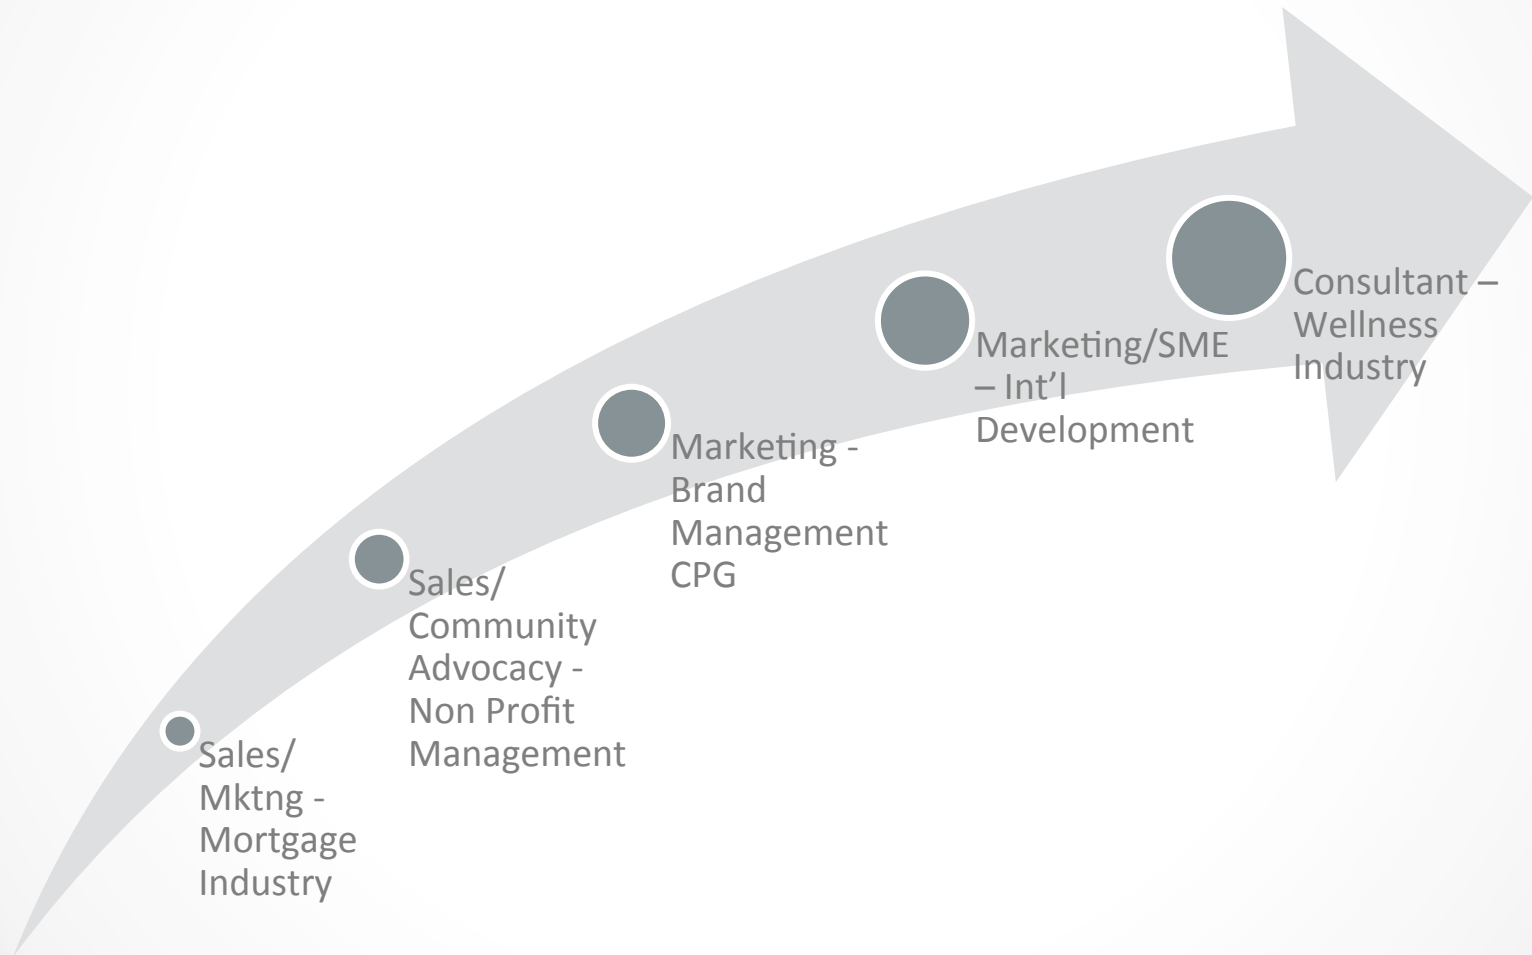 Sales/
Mktng -
Mortgage
Industry
Sales/
Community
Advocacy -
Non Profit
Management
Marketing -
Brand
Management
CPG
Marketing/SME
– Int’l
Development
Consultant –
Wellness
Industry